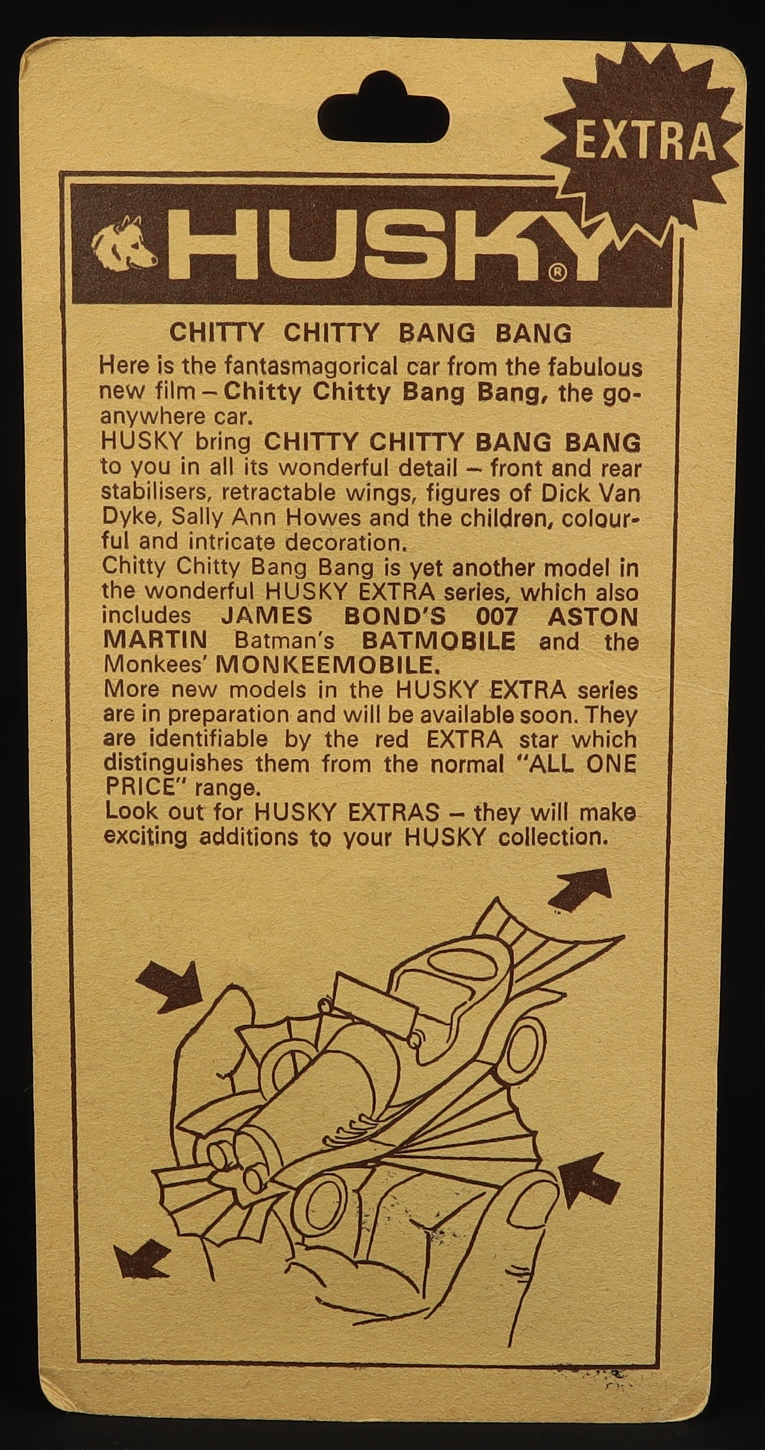 EXTRA
HUSKY®
CHITTY CHITTY BANG BANG
Here is the fantasmagorical car from the fabulous
new film – Chitty Chitty Bang Bang, the go-
anywhere car.
HUSKY bring CHITTY CHITTY BANG BANG
to you in all its wonderful detail – front and rear
stabilisers, retractable wings, figures of Dick Van
Dyke, Sally Ann Howes and the children, colour-
ful and intricate decoration.
Chitty Chitty Bang Bang is yet another model in
the wonderful HUSKY EXTRA series, which also
includes JAMES BOND'S 007 ASTON
MARTIN Batman's BATMOBILE and the
Monkees' MONKEEMOBILE.
More new models in the HUSKY EXTRA series
are in preparation and will be available soon. They
are identifiable by the red EXTRA star which
distinguishes them from the normal "ALL ONE
PRICE" range.
Look out for HUSKY EXTRAS – they will make
exciting additions to your HUSKY collection.